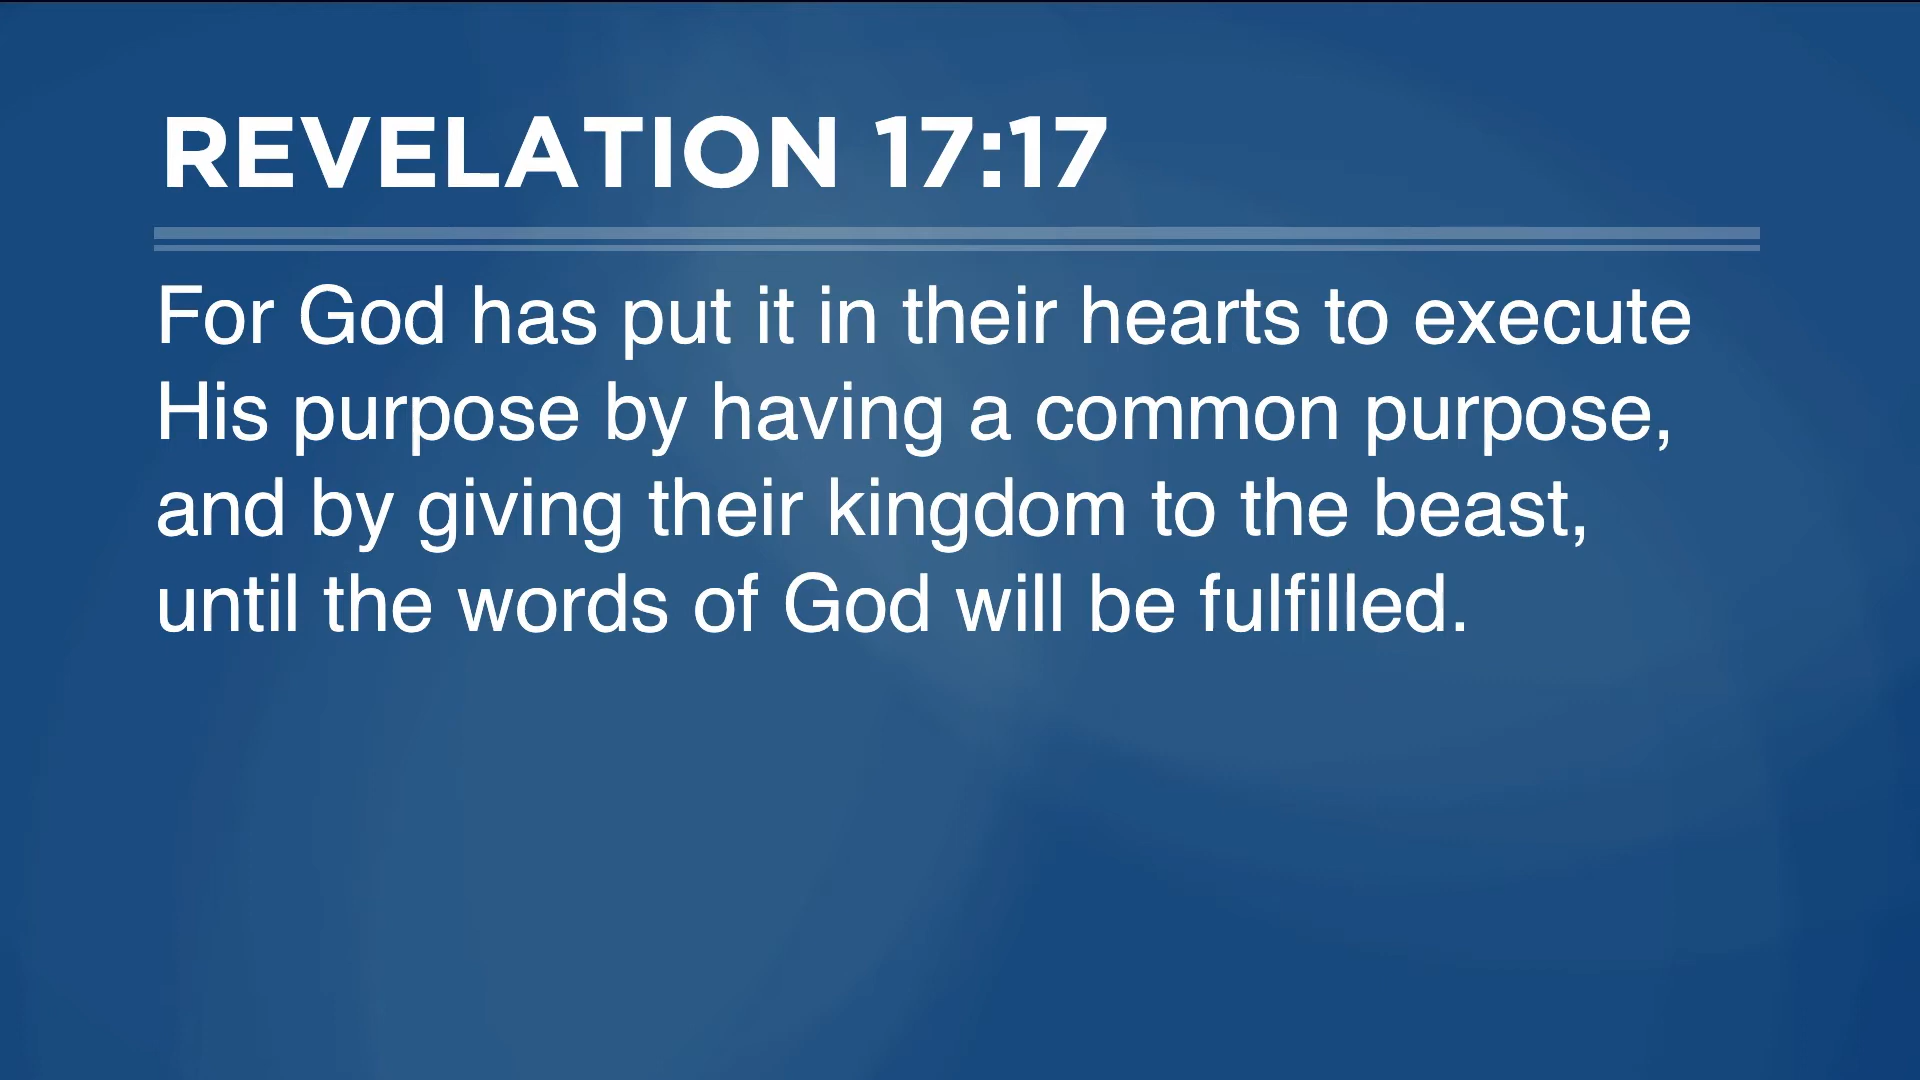 REVELATION 17:17
For God has put it in their hearts to execute
His purpose by having a common purpose,
and by giving their kingdom to the beast,
until the words of God will be fulfilled.